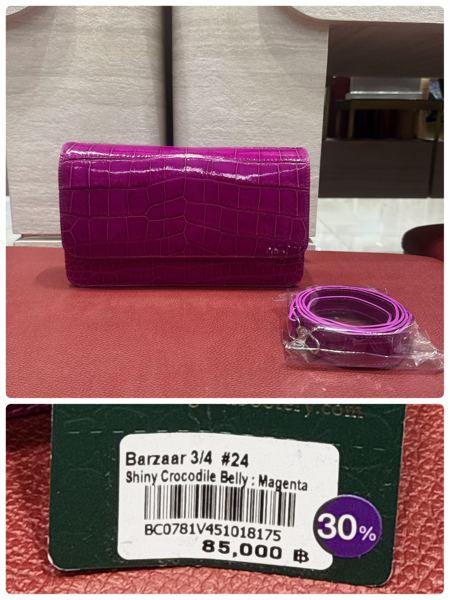 Barzaar 3/4 #24
Shiny Crocodile Belly : Magenta
BC0781V451018175
85,000 ฿
30%